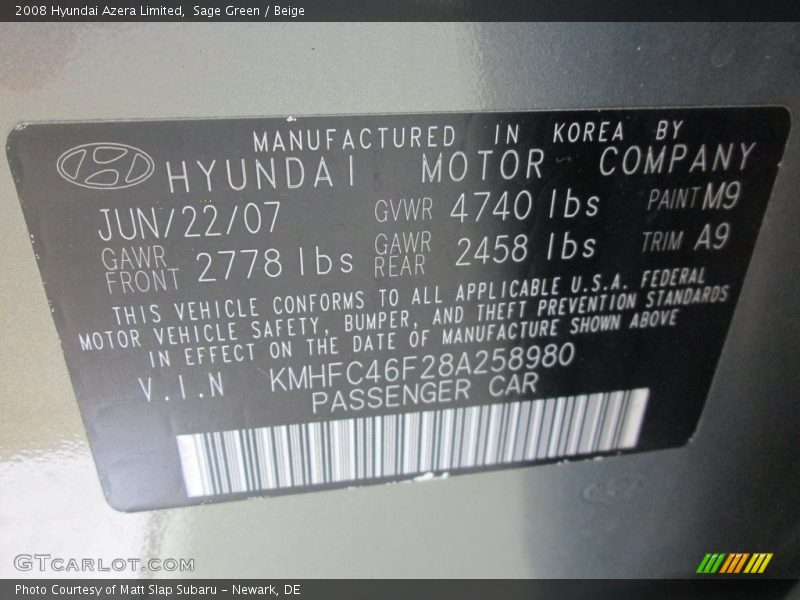 2008 Hyundai Azera Limited,  Sage Green / Beige
MANUFACTURED IN KOREA BY
HYUNDAI MOTOR COMPANY
JUN/22/07 GVWR 4740 lbs PAINT M9
GAWR FRONT 2778 lbs GAWR REAR 2458 lbs TRIM A9
THIS VEHICLE CONFORMS TO ALL APPLICABLE U.S.A. FEDERAL
MOTOR VEHICLE SAFETY, BUMPER, AND THEFT PREVENTION STANDARDS
IN EFFECT ON THE DATE OF MANUFACTURE SHOWN ABOVE
V.I.N KMHFC46F28A258980
PASSENGER CAR
GTCARLOT.COM
Photo Courtesy of Matt Slap Subaru - Newark, DE